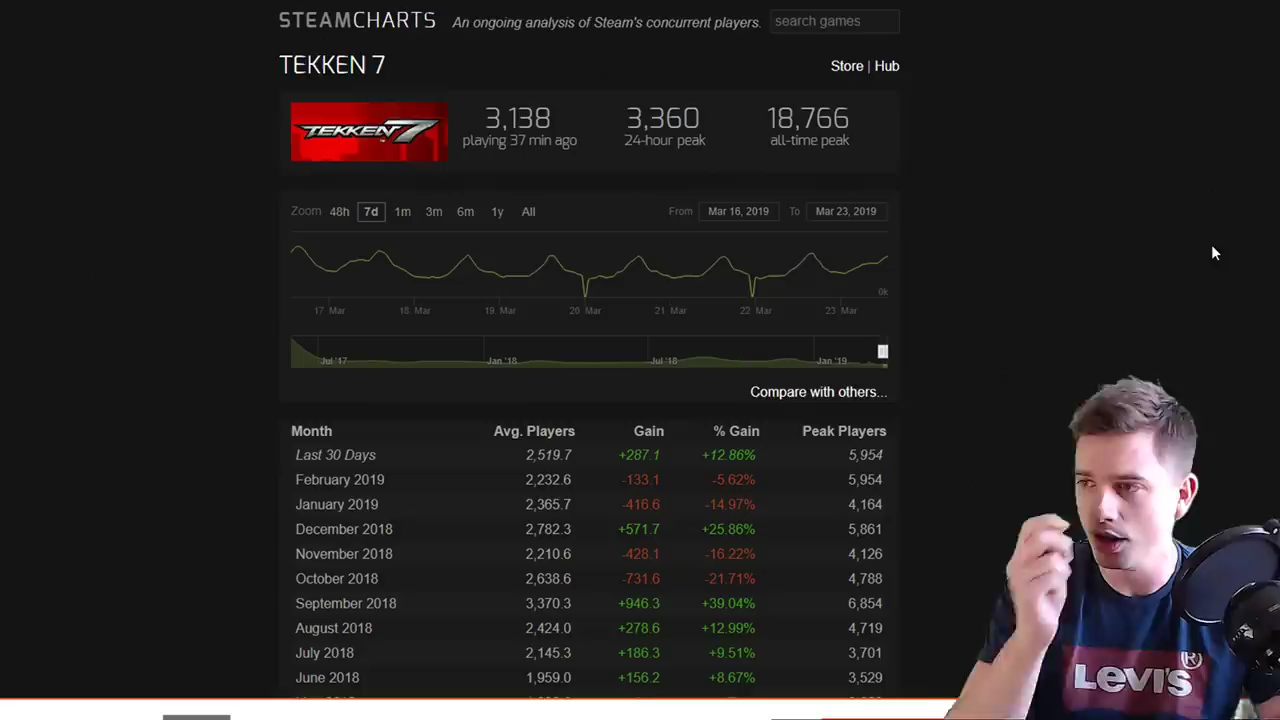 STEAMCHARTS An ongoing analysis of Steam's concurrent players. search games
TEKKEN 7 Store | Hub
TEKKEN 7
3,138 3,360 18,766
playing 37 min ago 24-hour peak all-time peak
Zoom 48h 7d 1m 3m 6m 1y All From Mar 16, 2019 To Mar 23, 2019
0k
17 Mar 18 Mar 19 Mar 20 Mar 21 Mar 22 Mar 23 Mar
Jul '17 Jan '18 Jul '18 Jan '19
Compare with others...
Month Avg. Players Gain % Gain Peak Players
Last 30 Days 2,519.7 +287.1 +12.86% 5,954
February 2019 2,232.6 -133.1 -5.62% 5,954
January 2019 2,365.7 -416.6 -14.97% 4,164
December 2018 2,782.3 +571.7 +25.86% 5,861
November 2018 2,210.6 -428.1 -16.22% 4,126
October 2018 2,638.6 -731.6 -21.71% 4,788
September 2018 3,370.3 +946.3 +39.04% 6,854
August 2018 2,424.0 +278.6 +12.99% 4,719
July 2018 2,145.3 +186.3 +9.51% 3,701
June 2018 1,959.0 +156.2 +8.67% 3,529
LEVI'S ®